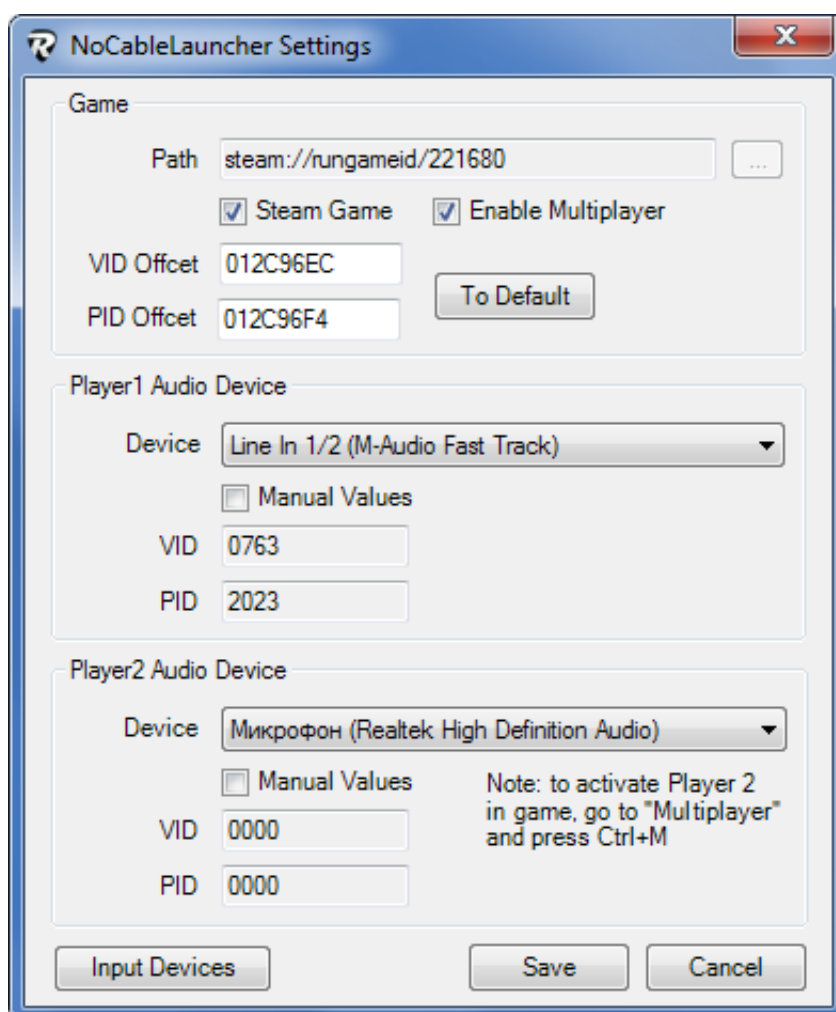 NoCableLauncher Settings
Game
Path steam://rungameid/221680 ...
Steam Game Enable Multiplayer
VID Offcet 012C96EC
To Default
PID Offcet 012C96F4
Player1 Audio Device
Device Line In 1/2 (M-Audio Fast Track)
Manual Values
VID 0763
PID 2023
Player2 Audio Device
Device Микрофон (Realtek High Definition Audio)
Manual Values
Note: to activate Player 2
in game, go to "Multiplayer"
and press Ctrl+M
VID 0000
PID 0000
Input Devices Save Cancel